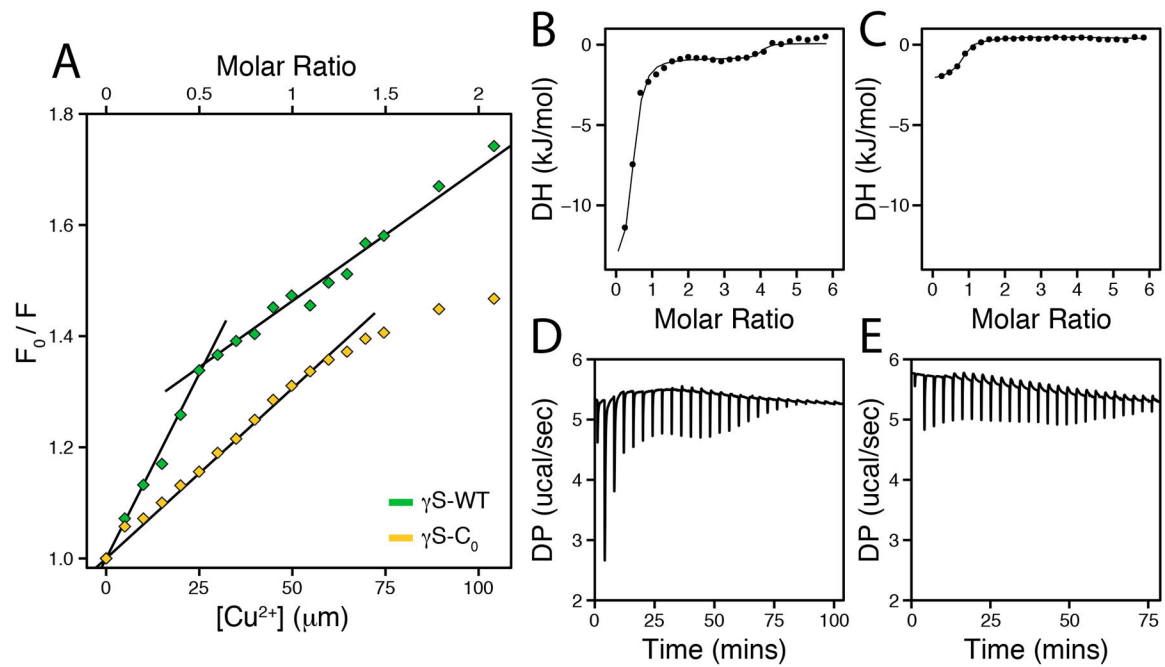 A
Molar Ratio
0 0.5 1 1.5 2
1.8
1.6
1.4
1.2
1.0
F₀ / F
γS-WT
γS-C₀
0 25 50 75 100
[Cu²⁺] (μm)
B
0
−5
−10
DH (kJ/mol)
0 1 2 3 4 5 6
Molar Ratio
C
0
−5
−10
DH (kJ/mol)
0 1 2 3 4 5 6
Molar Ratio
D
6
5
4
3
2
DP (ucal/sec)
0 25 50 75 100
Time (mins)
E
6
5
4
3
2
DP (ucal/sec)
0 25 50 75
Time (mins)